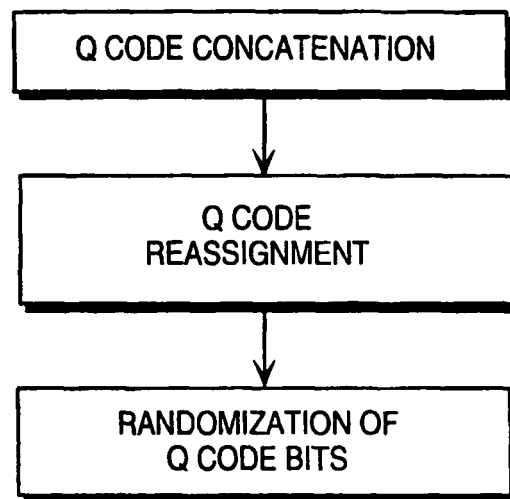 Q CODE CONCATENATION
Q CODE
REASSIGNMENT
RANDOMIZATION OF
Q CODE BITS